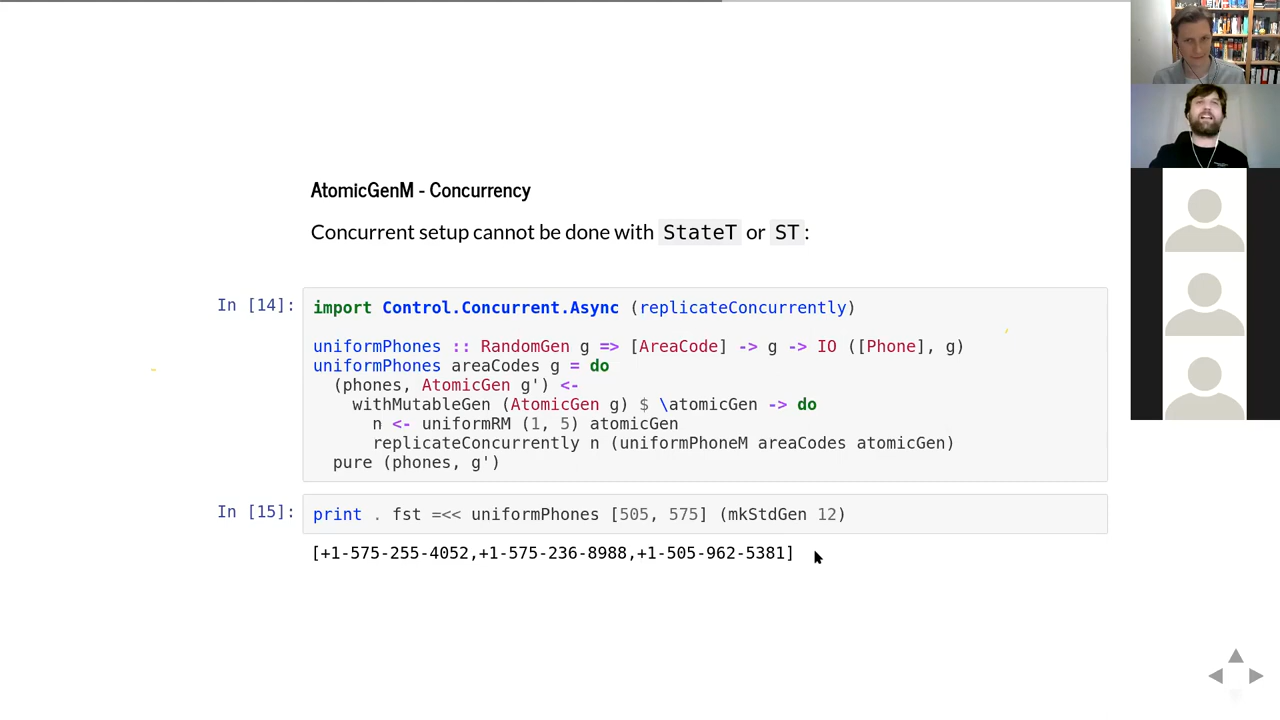 AtomicGenM - Concurrency
Concurrent setup cannot be done with StateT or ST:
In [14]:
import Control.Concurrent.Async (replicateConcurrently)
uniformPhones :: RandomGen g => [AreaCode] -> g -> IO ([Phone], g)
uniformPhones areaCodes g = do
  (phones, AtomicGen g') <-
    withMutableGen (AtomicGen g) $ \atomicGen -> do
      n <- uniformRM (1, 5) atomicGen
      replicateConcurrently n (uniformPhoneM areaCodes atomicGen)
  pure (phones, g')
In [15]:
print . fst =<< uniformPhones [505, 575] (mkStdGen 12)
[+1-575-255-4052,+1-575-236-8988,+1-505-962-5381]